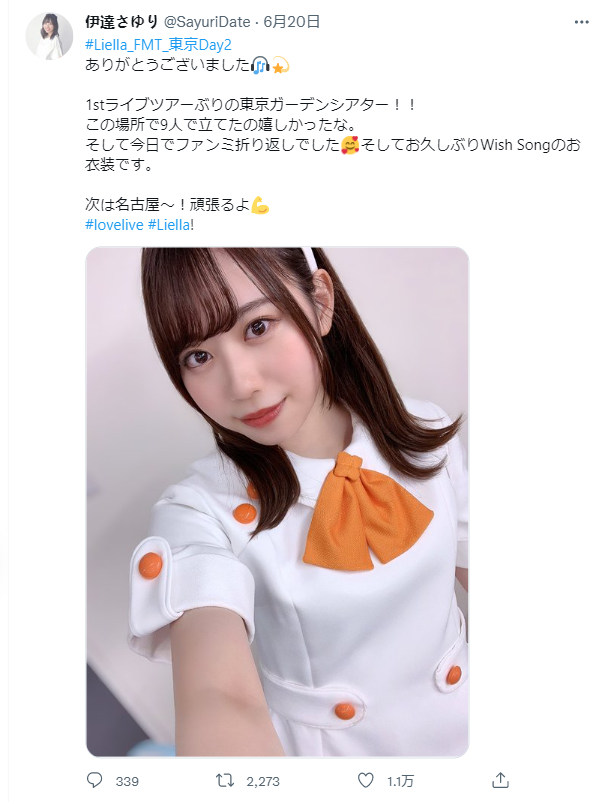 伊達さゆり @SayuriDate · 6月20日
#Liella_FMT_東京Day2
ありがとうございました🎧💫
1stライブツアーぶりの東京ガーデンシアター！！
この場所で9人で立てたの嬉しかったな。
そして今日でファンミ折り返しでした🥰そしてお久しぶりWish Songのお
衣装です。
次は名古屋〜！頑張るよ💪
#lovelive #Liella!
339 2,273 1.1万